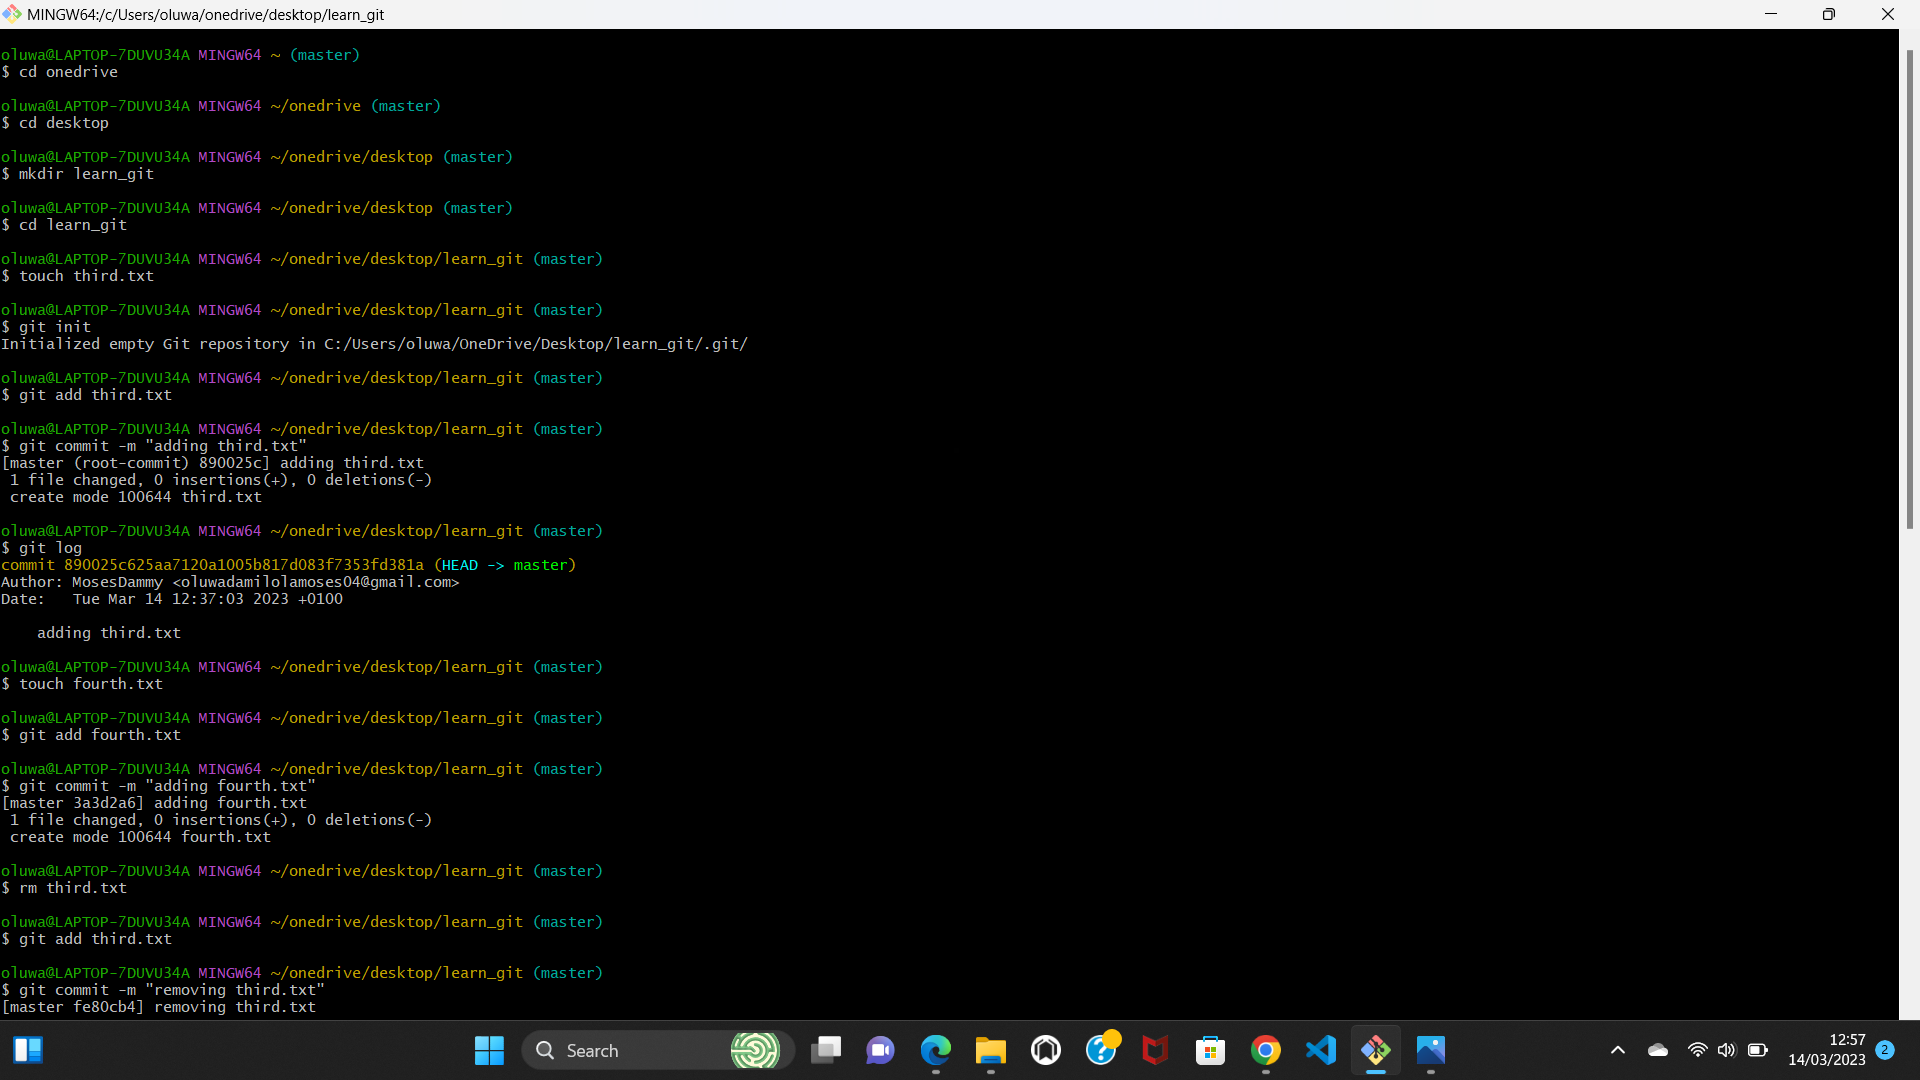 MINGW64:/c/Users/oluwa/onedrive/desktop/learn_git
oluwa@LAPTOP-7DUVU34A MINGW64 ~ (master)
$ cd onedrive
oluwa@LAPTOP-7DUVU34A MINGW64 ~/onedrive (master)
$ cd desktop
oluwa@LAPTOP-7DUVU34A MINGW64 ~/onedrive/desktop (master)
$ mkdir learn_git
oluwa@LAPTOP-7DUVU34A MINGW64 ~/onedrive/desktop (master)
$ cd learn_git
oluwa@LAPTOP-7DUVU34A MINGW64 ~/onedrive/desktop/learn_git (master)
$ touch third.txt
oluwa@LAPTOP-7DUVU34A MINGW64 ~/onedrive/desktop/learn_git (master)
$ git init
Initialized empty Git repository in C:/Users/oluwa/OneDrive/Desktop/learn_git/.git/
oluwa@LAPTOP-7DUVU34A MINGW64 ~/onedrive/desktop/learn_git (master)
$ git add third.txt
oluwa@LAPTOP-7DUVU34A MINGW64 ~/onedrive/desktop/learn_git (master)
$ git commit -m "adding third.txt"
[master (root-commit) 890025c] adding third.txt
 1 file changed, 0 insertions(+), 0 deletions(-)
 create mode 100644 third.txt
oluwa@LAPTOP-7DUVU34A MINGW64 ~/onedrive/desktop/learn_git (master)
$ git log
commit 890025c625aa7120a1005b817d083f7353fd381a (HEAD -> master)
Author: MosesDammy <oluwadamilolamoses04@gmail.com>
Date:   Tue Mar 14 12:37:03 2023 +0100
    adding third.txt
oluwa@LAPTOP-7DUVU34A MINGW64 ~/onedrive/desktop/learn_git (master)
$ touch fourth.txt
oluwa@LAPTOP-7DUVU34A MINGW64 ~/onedrive/desktop/learn_git (master)
$ git add fourth.txt
oluwa@LAPTOP-7DUVU34A MINGW64 ~/onedrive/desktop/learn_git (master)
$ git commit -m "adding fourth.txt"
[master 3a3d2a6] adding fourth.txt
 1 file changed, 0 insertions(+), 0 deletions(-)
 create mode 100644 fourth.txt
oluwa@LAPTOP-7DUVU34A MINGW64 ~/onedrive/desktop/learn_git (master)
$ rm third.txt
oluwa@LAPTOP-7DUVU34A MINGW64 ~/onedrive/desktop/learn_git (master)
$ git add third.txt
oluwa@LAPTOP-7DUVU34A MINGW64 ~/onedrive/desktop/learn_git (master)
$ git commit -m "removing third.txt"
[master fe80cb4] removing third.txt
Search
12:57
14/03/2023
2